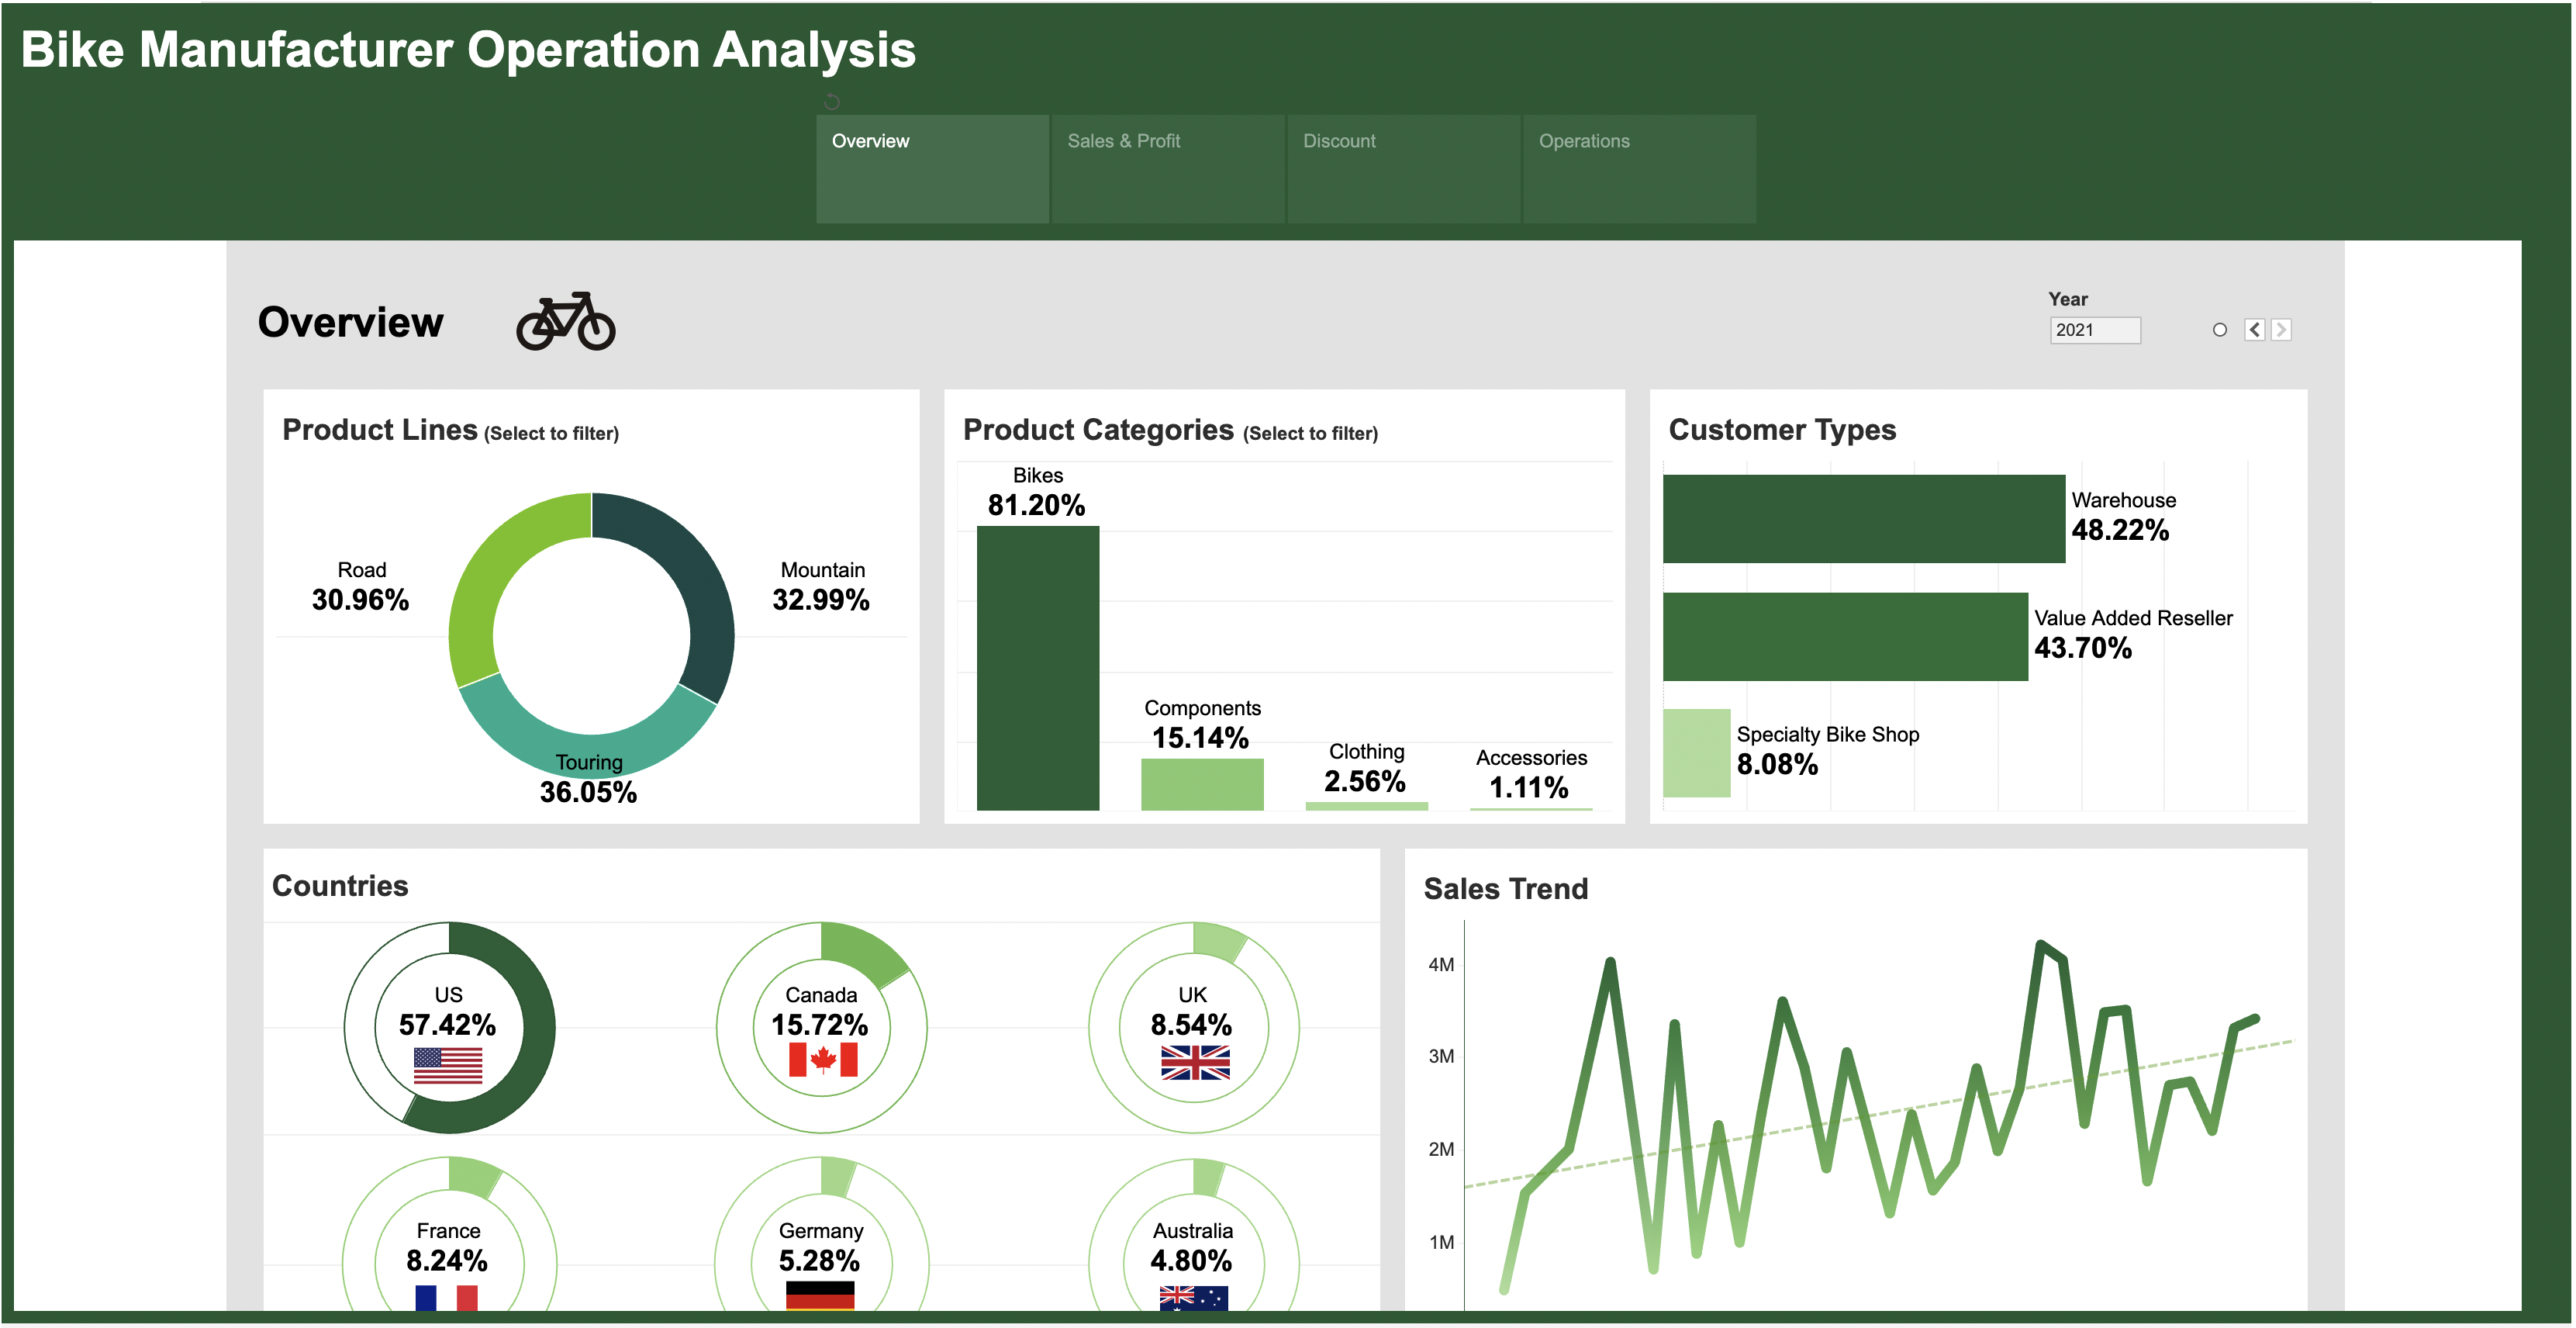 Bike Manufacturer Operation Analysis
Overview
Sales & Profit
Discount
Operations
Overview
Year
2021
Product Lines (Select to filter)
Road
30.96%
Mountain
32.99%
Touring
36.05%
Product Categories (Select to filter)
Bikes
81.20%
Components
15.14%
Clothing
2.56%
Accessories
1.11%
Customer Types
Warehouse
48.22%
Value Added Reseller
43.70%
Specialty Bike Shop
8.08%
Countries
US
57.42%
Canada
15.72%
UK
8.54%
France
8.24%
Germany
5.28%
Australia
4.80%
Sales Trend
4M
3M
2M
1M